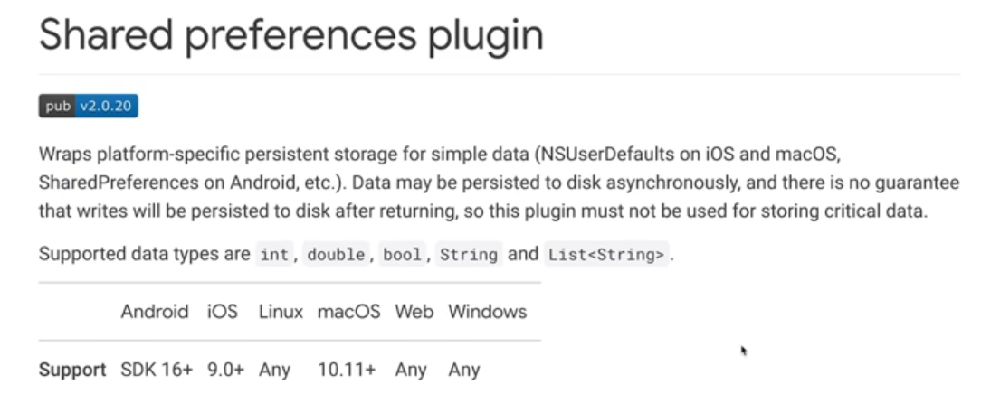 Shared preferences plugin
pub v2.0.20
Wraps platform-specific persistent storage for simple data (NSUserDefaults on iOS and macOS,
SharedPreferences on Android, etc.). Data may be persisted to disk asynchronously, and there is no guarantee
that writes will be persisted to disk after returning, so this plugin must not be used for storing critical data.
Supported data types are int, double, bool, String and List<String>.
Android iOS Linux macOS Web Windows
Support SDK 16+ 9.0+ Any 10.11+ Any Any